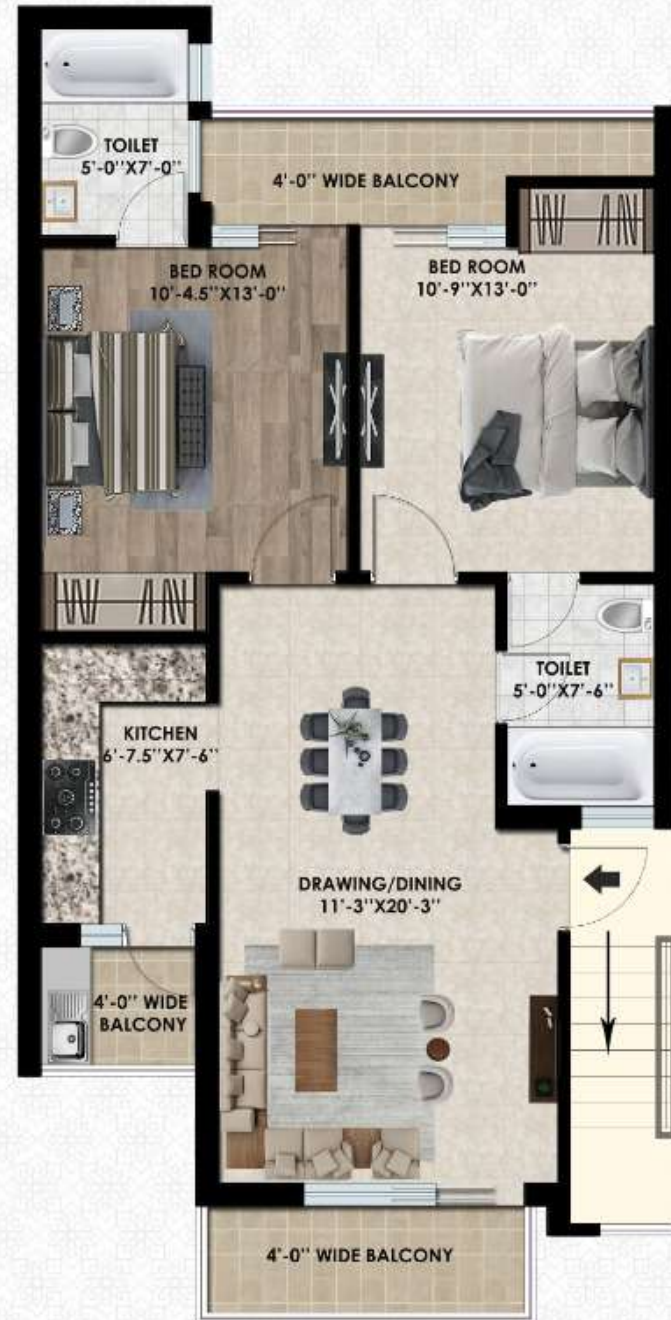 TOILET
5'-0''X7'-0''
4'-0'' WIDE BALCONY
BED ROOM
10'-4.5''X13'-0''
BED ROOM
10'-9''X13'-0''
TOILET
5'-0''X7'-6''
KITCHEN
6'-7.5''X7'-6''
DRAWING/DINING
11'-3''X20'-3''
4'-0'' WIDE
BALCONY
4'-0'' WIDE BALCONY